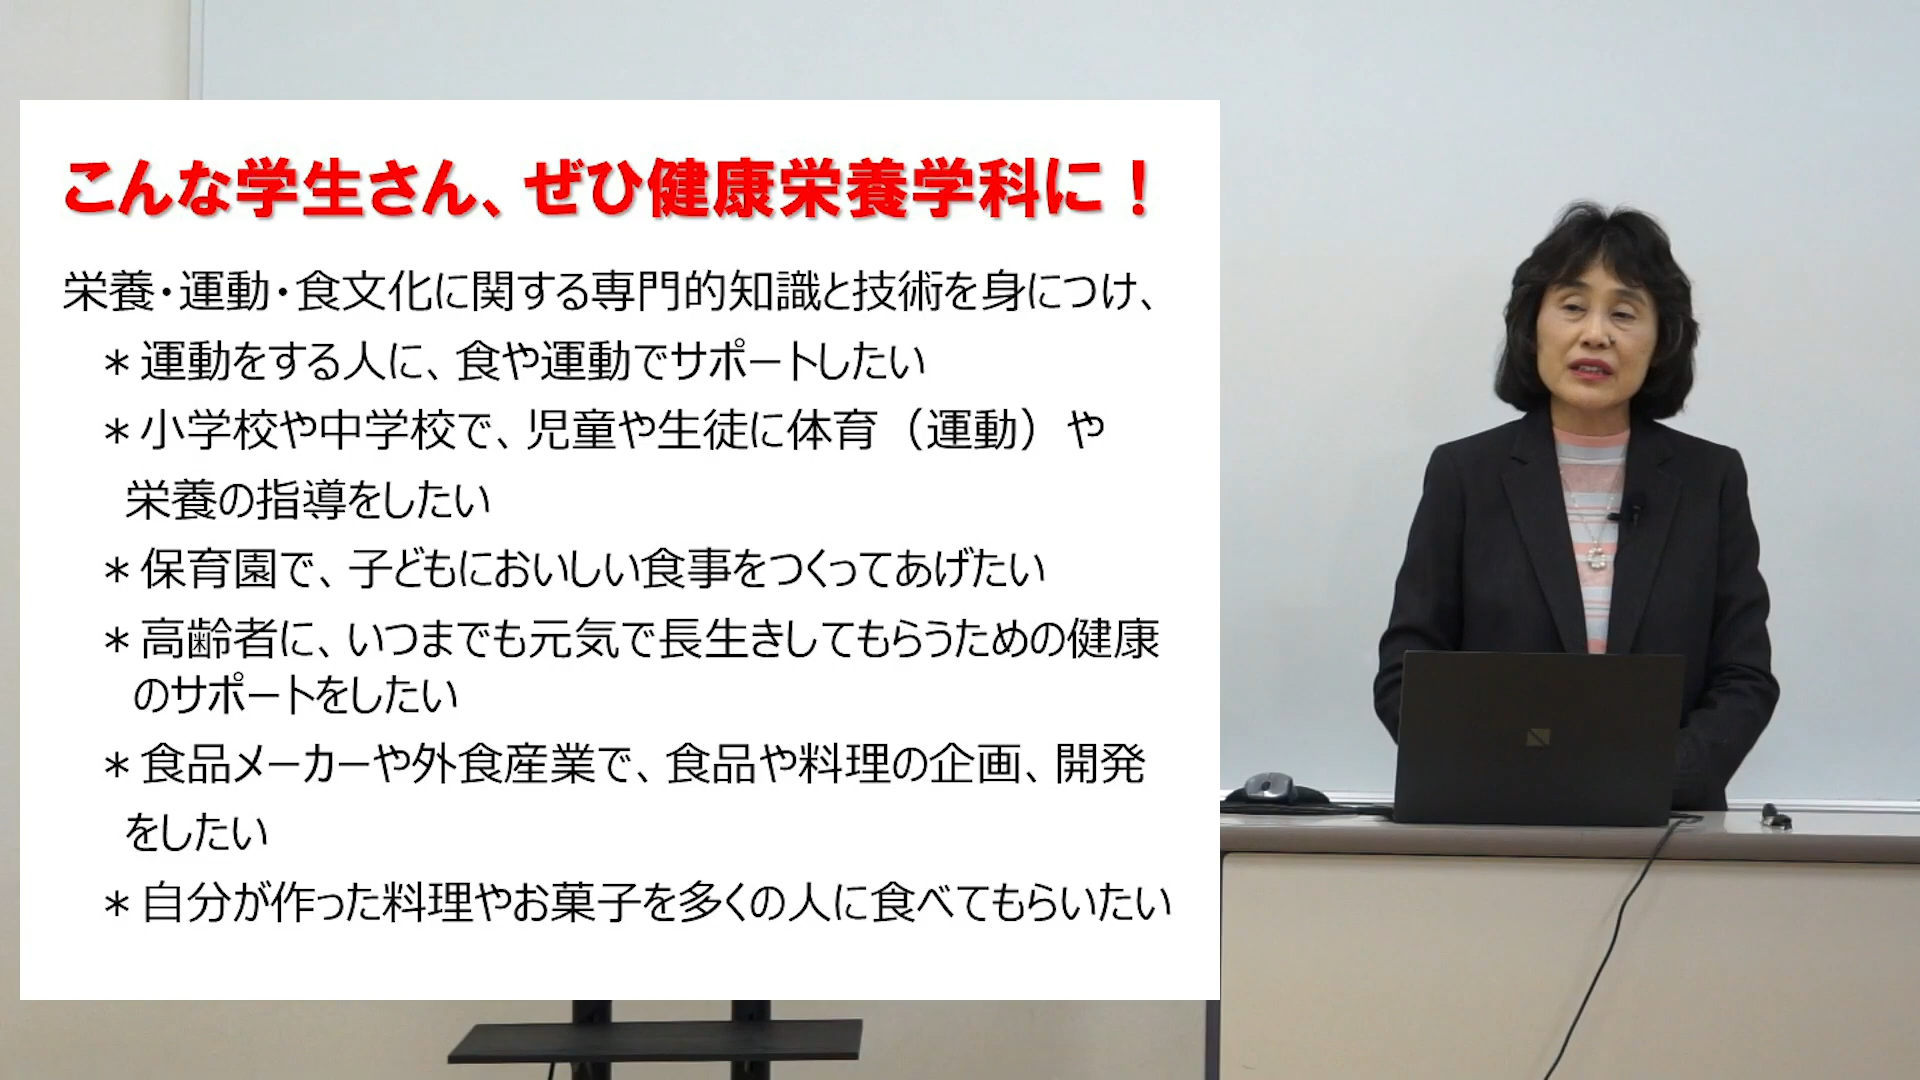 こんな学生さん、ぜひ健康栄養学科に！
栄養・運動・食文化に関する専門的知識と技術を身につけ、
＊運動をする人に、食や運動でサポートしたい
＊小学校や中学校で、児童や生徒に体育（運動）や
栄養の指導をしたい
＊保育園で、子どもにおいしい食事をつくってあげたい
＊高齢者に、いつまでも元気で長生きしてもらうための健康
のサポートをしたい
＊食品メーカーや外食産業で、食品や料理の企画、開発
をしたい
＊自分が作った料理やお菓子を多くの人に食べてもらいたい